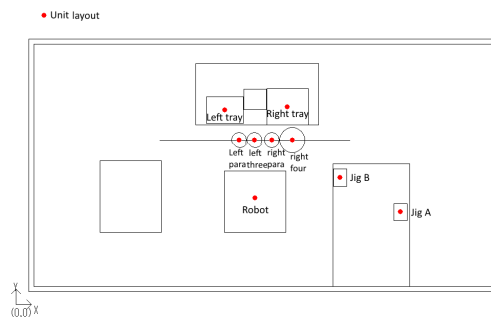 Unit layout
Left tray
Right tray
Left para
left three
right para
right four
Jig B
Jig A
Robot
Y
(0.0) X